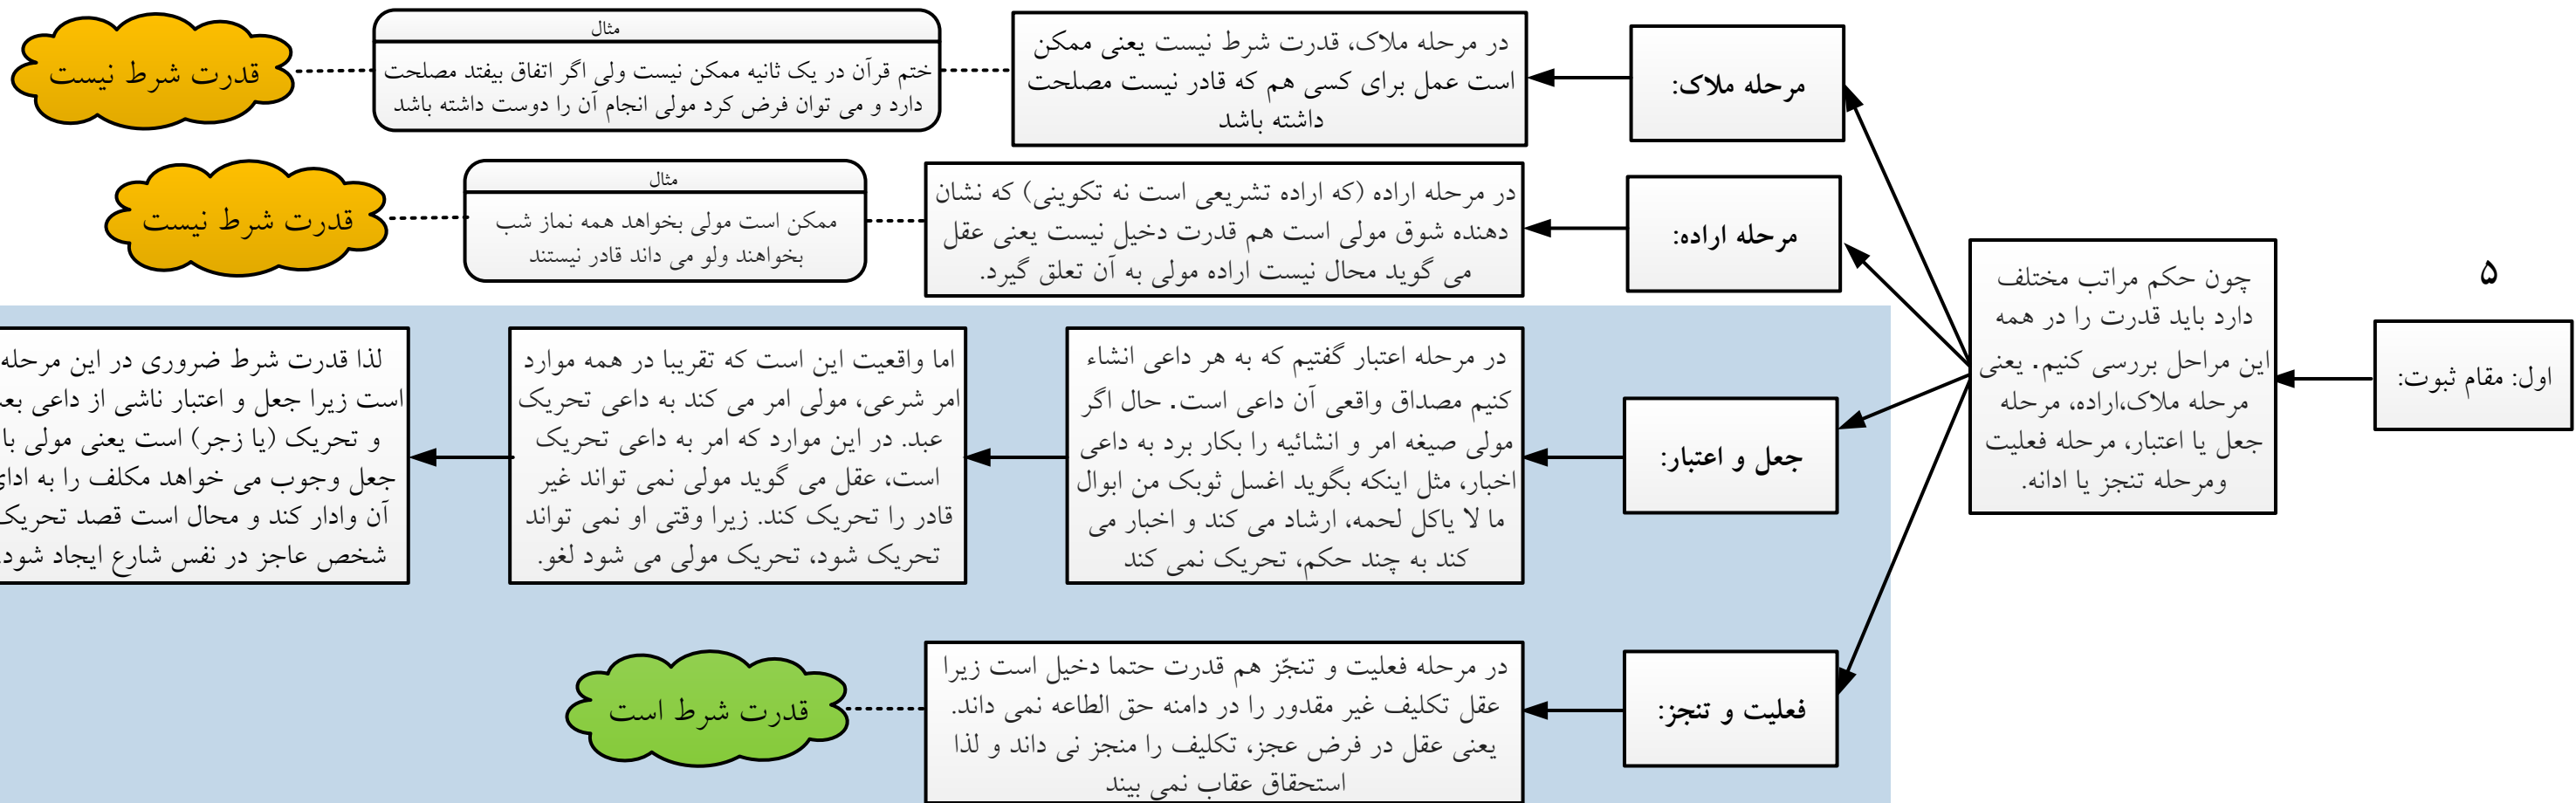 ۵
اول: مقام ثبوت:
چون حکم مراتب مختلف
دارد باید قدرت را در همه
این مراحل بررسی کنیم. یعنی
مرحله ملاک،اراده، مرحله
جعل یا اعتبار، مرحله فعلیت
ومرحله تنجز یا ادانه.
مرحله ملاک:
در مرحله ملاک، قدرت شرط نیست یعنی ممکن
است عمل برای کسی هم که قادر نیست مصلحت
داشته باشد
مثال
ختم قرآن در یک ثانیه ممکن نیست ولی اگر اتفاق بیفتد مصلحت
دارد و می توان فرض کرد مولی انجام آن را دوست داشته باشد
قدرت شرط نیست
مرحله اراده:
در مرحله اراده (که اراده تشریعی است نه تکوینی) که نشان
دهنده شوق مولی است هم قدرت دخیل نیست یعنی عقل
می گوید محال نیست اراده مولی به آن تعلق گیرد.
مثال
ممکن است مولی بخواهد همه نماز شب
بخواهند ولو می داند قادر نیستند
قدرت شرط نیست
جعل و اعتبار:
در مرحله اعتبار گفتیم که به هر داعی انشاء
کنیم مصداق واقعی آن داعی است. حال اگر
مولی صیغه امر و انشائیه را بکار برد به داعی
اخبار، مثل اینکه بگوید اغسل ثوبک من ابوال
ما لا یاکل لحمه، ارشاد می کند و اخبار می
کند به چند حکم، تحریک نمی کند
اما واقعیت این است که تقریبا در همه موارد
امر شرعی، مولی امر می کند به داعی تحریک
عبد. در این موارد که امر به داعی تحریک
است، عقل می گوید مولی نمی تواند غیر
قادر را تحریک کند. زیرا وقتی او نمی تواند
تحریک شود، تحریک مولی می شود لغو.
لذا قدرت شرط ضروری در این مرحله
است زیرا جعل و اعتبار ناشی از داعی بع
و تحریک (یا زجر) است یعنی مولی با
جعل وجوب می خواهد مکلف را به ادا
آن وادار کند و محال است قصد تحریک
شخص عاجز در نفس شارع ایجاد شود
فعلیت و تنجز:
در مرحله فعلیت و تنجّز هم قدرت حتما دخیل است زیرا
عقل تکلیف غیر مقدور را در دامنه حق الطاعه نمی داند.
یعنی عقل در فرض عجز، تکلیف را منجز نی داند و لذا
استحقاق عقاب نمی بیند
قدرت شرط است